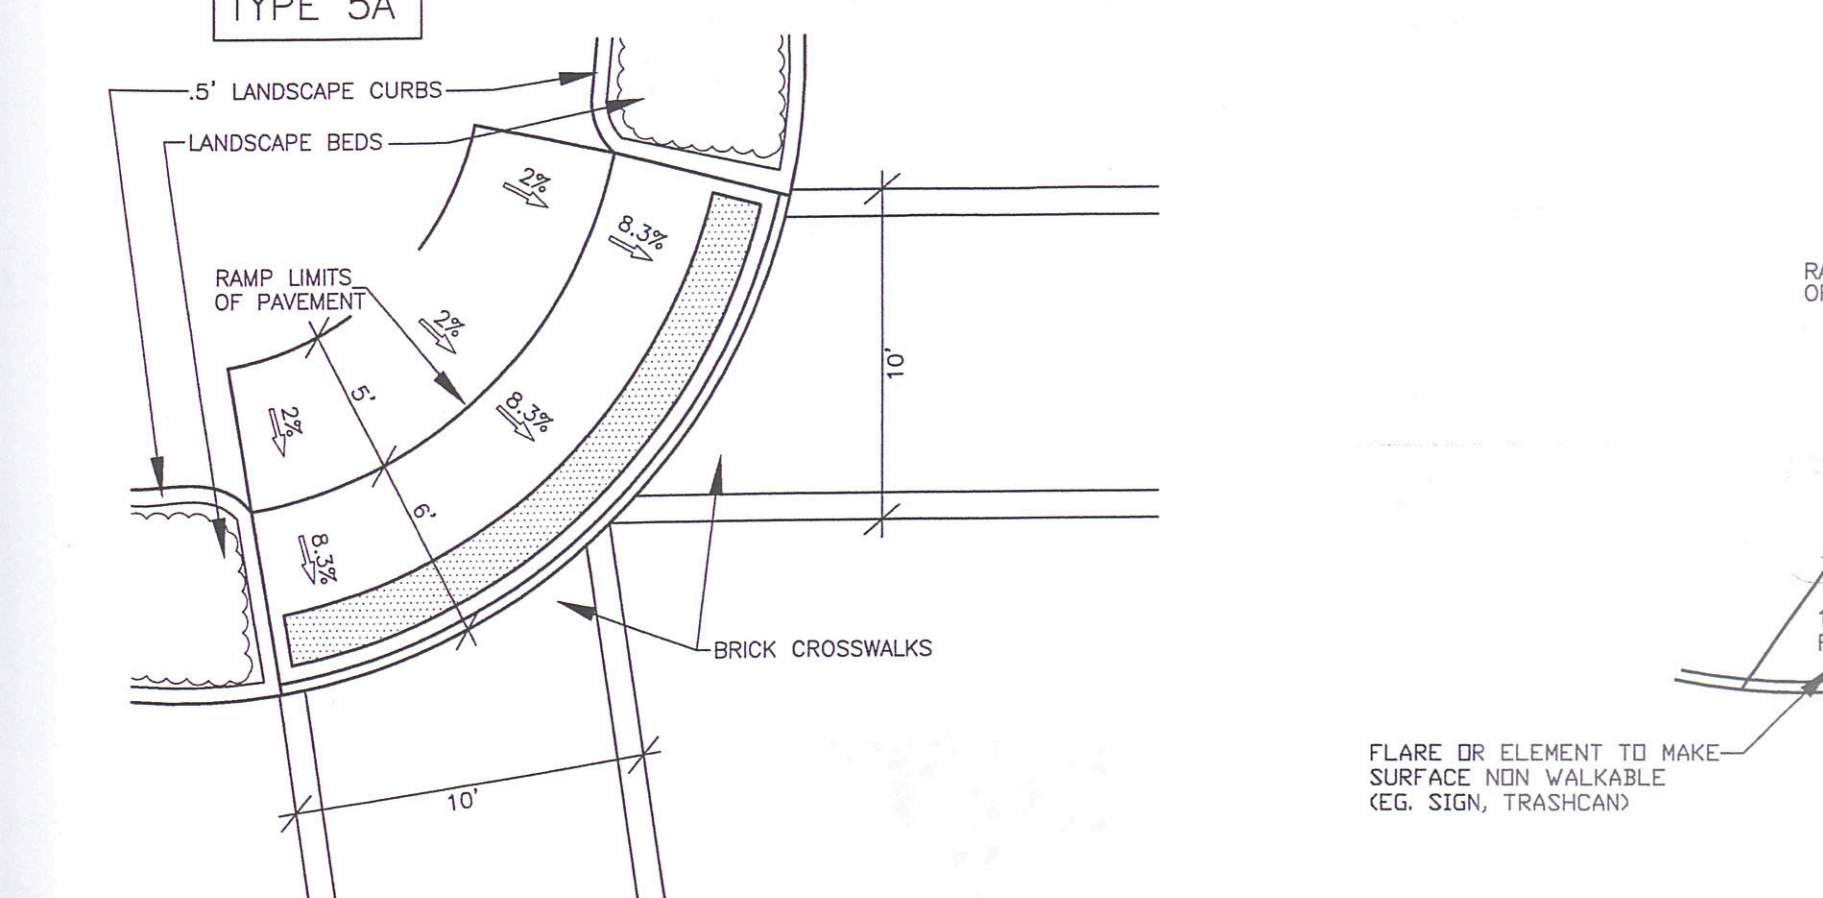 TYPE 5A
.5' LANDSCAPE CURBS
LANDSCAPE BEDS
2%
8.3%
RAMP LIMITS
OF PAVEMENT
2%
10'
5'
8.3%
2%
6'
8.3%
BRICK CROSSWALKS
10'
FLARE OR ELEMENT TO MAKE
SURFACE NON WALKABLE
(EG. SIGN, TRASHCAN)